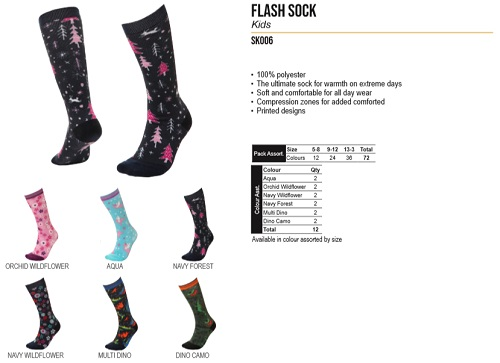 FLASH SOCK
Kids
SK006
• 100% polyester
• The ultimate sock for warmth on extreme days
• Soft and comfortable for all day wear
• Compression zones for added comforted
• Printed designs
Pack Assort. Size 5-8 9-12 13-3 Total
Colours 12 24 36 72
Colour Asst. Colour Qty
Aqua 2
Orchid Wildflower 2
Navy Wildflower 2
Navy Forest 2
Multi Dino 2
Dino Camo 2
Total 12
Available in colour assorted by size
ORCHID WILDFLOWER AQUA NAVY FOREST
NAVY WILDFLOWER MULTI DINO DINO CAMO